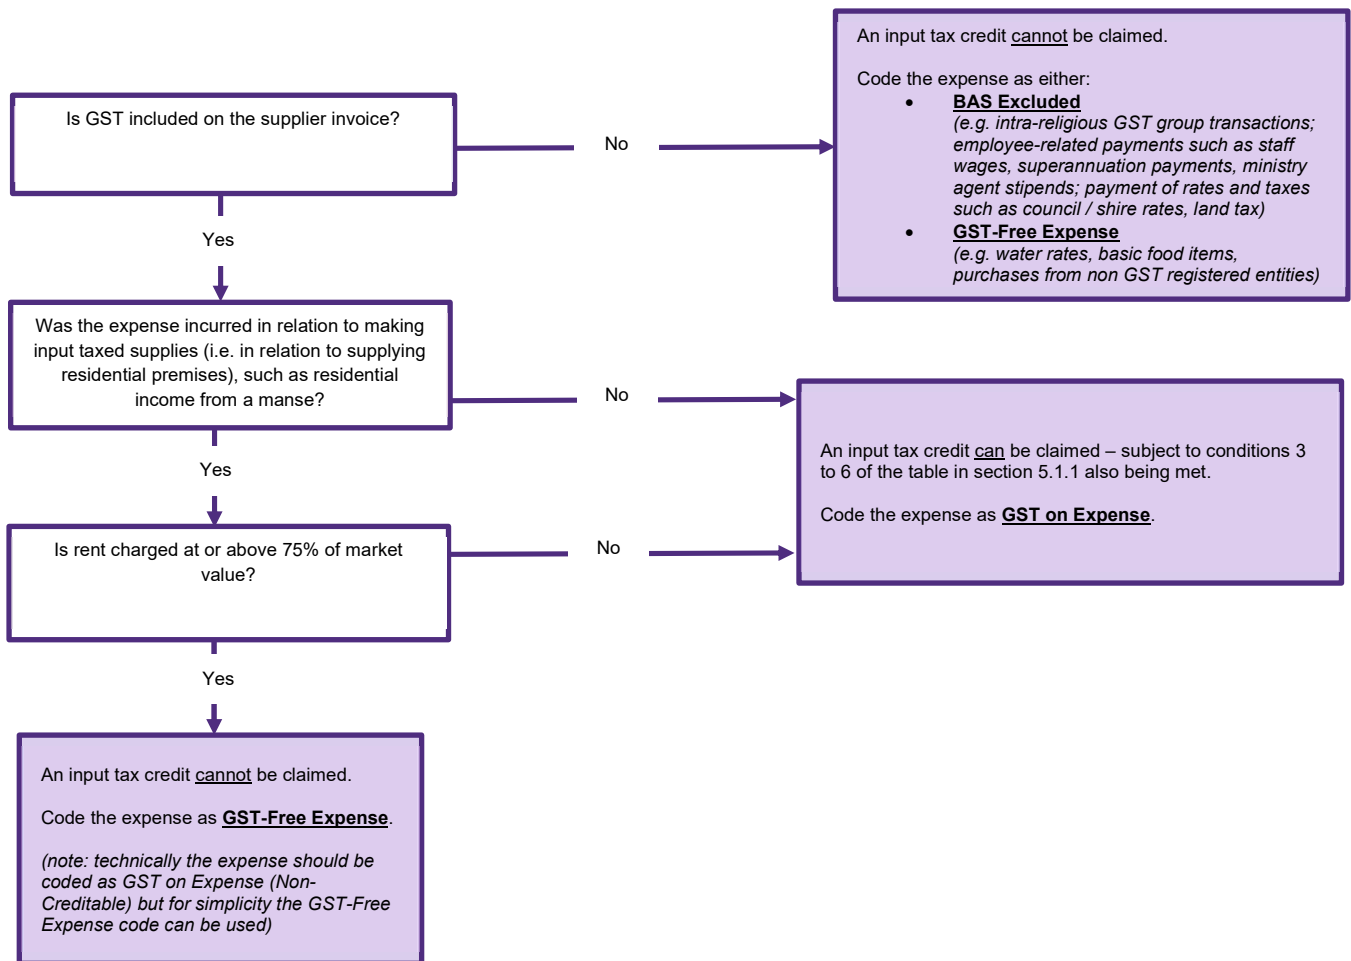 An input tax credit cannot be claimed.
Code the expense as either:
• BAS Excluded
(e.g. intra-religious GST group transactions;
employee-related payments such as staff
wages, superannuation payments, ministry
agent stipends; payment of rates and taxes
such as council / shire rates, land tax)
• GST-Free Expense
(e.g. water rates, basic food items,
purchases from non GST registered entities)
Is GST included on the supplier invoice?
No
Yes
Was the expense incurred in relation to making
input taxed supplies (i.e. in relation to supplying
residential premises), such as residential
income from a manse?
No
An input tax credit can be claimed – subject to conditions 3
to 6 of the table in section 5.1.1 also being met.
Code the expense as GST on Expense.
Yes
Is rent charged at or above 75% of market
value?
No
Yes
An input tax credit cannot be claimed.
Code the expense as GST-Free Expense.
(note: technically the expense should be
coded as GST on Expense (Non-
Creditable) but for simplicity the GST-Free
Expense code can be used)